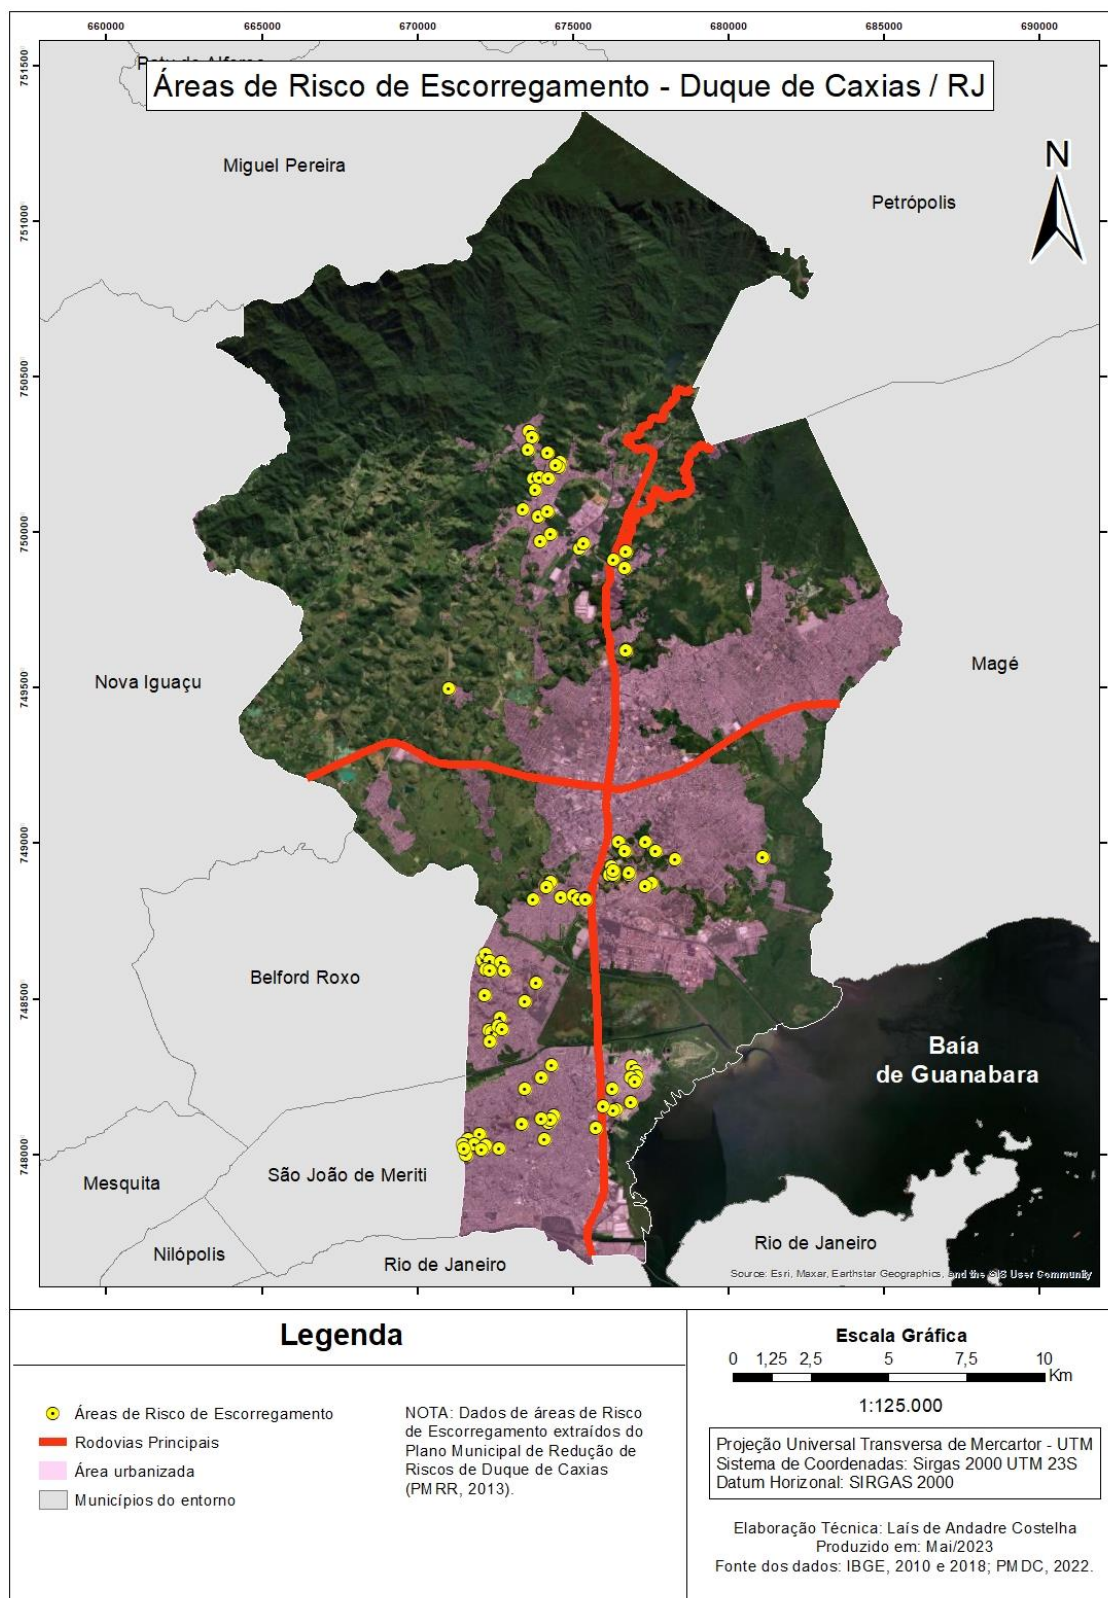 660000 665000 670000 675000 680000 685000 690000
Áreas de Risco de Escorregamento - Duque de Caxias / RJ
Miguel Pereira
N
Petrópolis
751500
751000
750500
750000
749500
749000
748500
748000
Nova Iguaçu
Magé
Belford Roxo
Baía
de Guanabara
Mesquita
São João de Meriti
Nilópolis
Rio de Janeiro
Rio de Janeiro
Source: Esri, Maxar, Earthstar Geographics, and the GIS User Community
Legenda
Áreas de Risco de Escorregamento
Rodovias Principais
Área urbanizada
Municípios do entorno
NOTA: Dados de áreas de Risco
de Escorregamento extraídos do
Plano Municipal de Redução de
Riscos de Duque de Caxias
(PMRR, 2013).
Escala Gráfica
0 1,25 2,5 5 7,5 10
Km
1:125.000
Projeção Universal Transversa de Mercartor - UTM
Sistema de Coordenadas: Sirgas 2000 UTM 23S
Datum Horizonal: SIRGAS 2000
Elaboração Técnica: Laís de Andadre Costelha
Produzido em: Mai/2023
Fonte dos dados: IBGE, 2010 e 2018; PMDC, 2022.